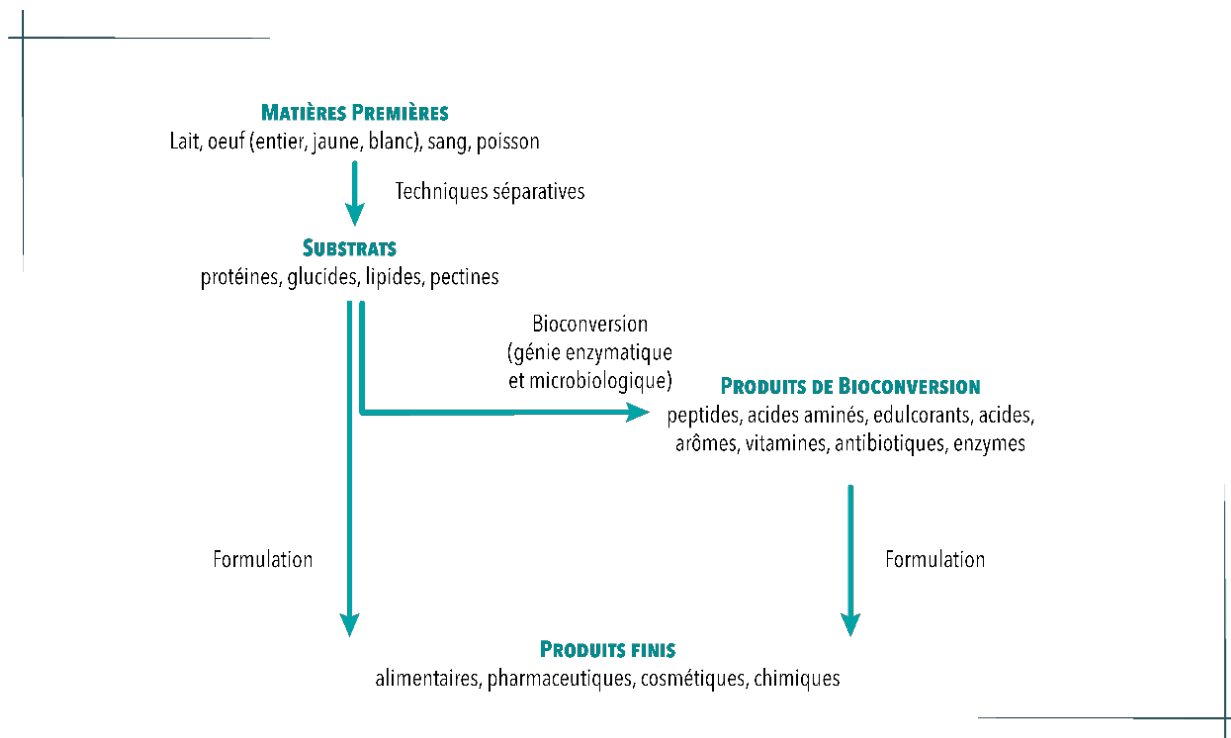 MATIÈRES PREMIÈRES
Lait, oeuf (entier, jaune, blanc), sang, poisson
Techniques séparatives
SUBSTRATS
protéines, glucides, lipides, pectines
Bioconversion
(génie enzymatique
et microbiologique)
PRODUITS DE BIOCONVERSION
peptides, acides aminés, edulcorants, acides,
arômes, vitamines, antibiotiques, enzymes
Formulation
Formulation
PRODUITS FINIS
alimentaires, pharmaceutiques, cosmétiques, chimiques